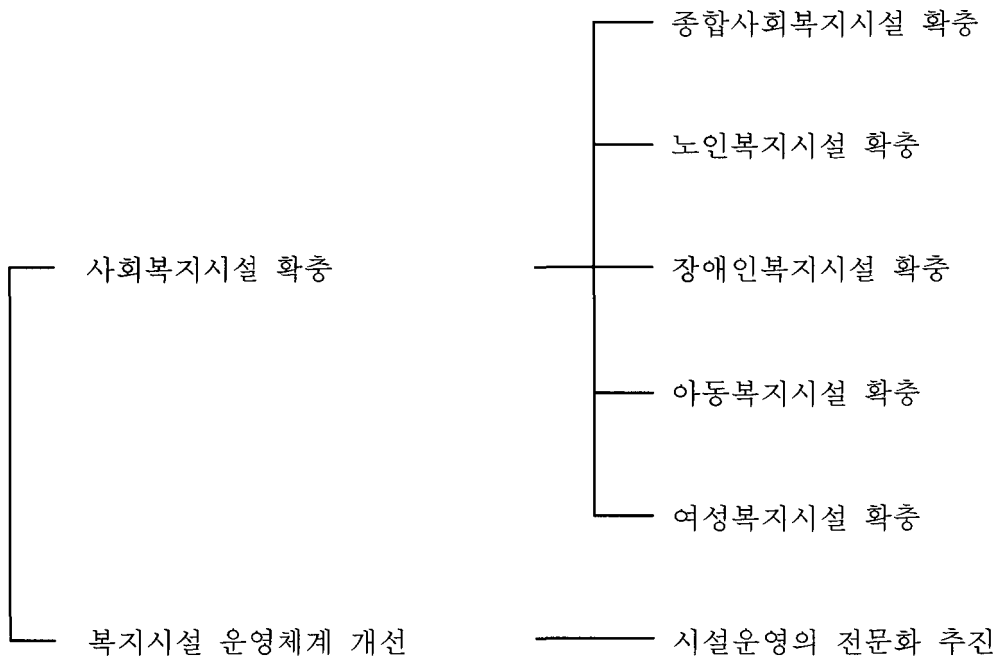 종합사회복지시설 확충
노인복지시설 확충
사회복지시설 확충
장애인복지시설 확충
아동복지시설 확충
여성복지시설 확충
복지시설 운영체계 개선
시설운영의 전문화 추진